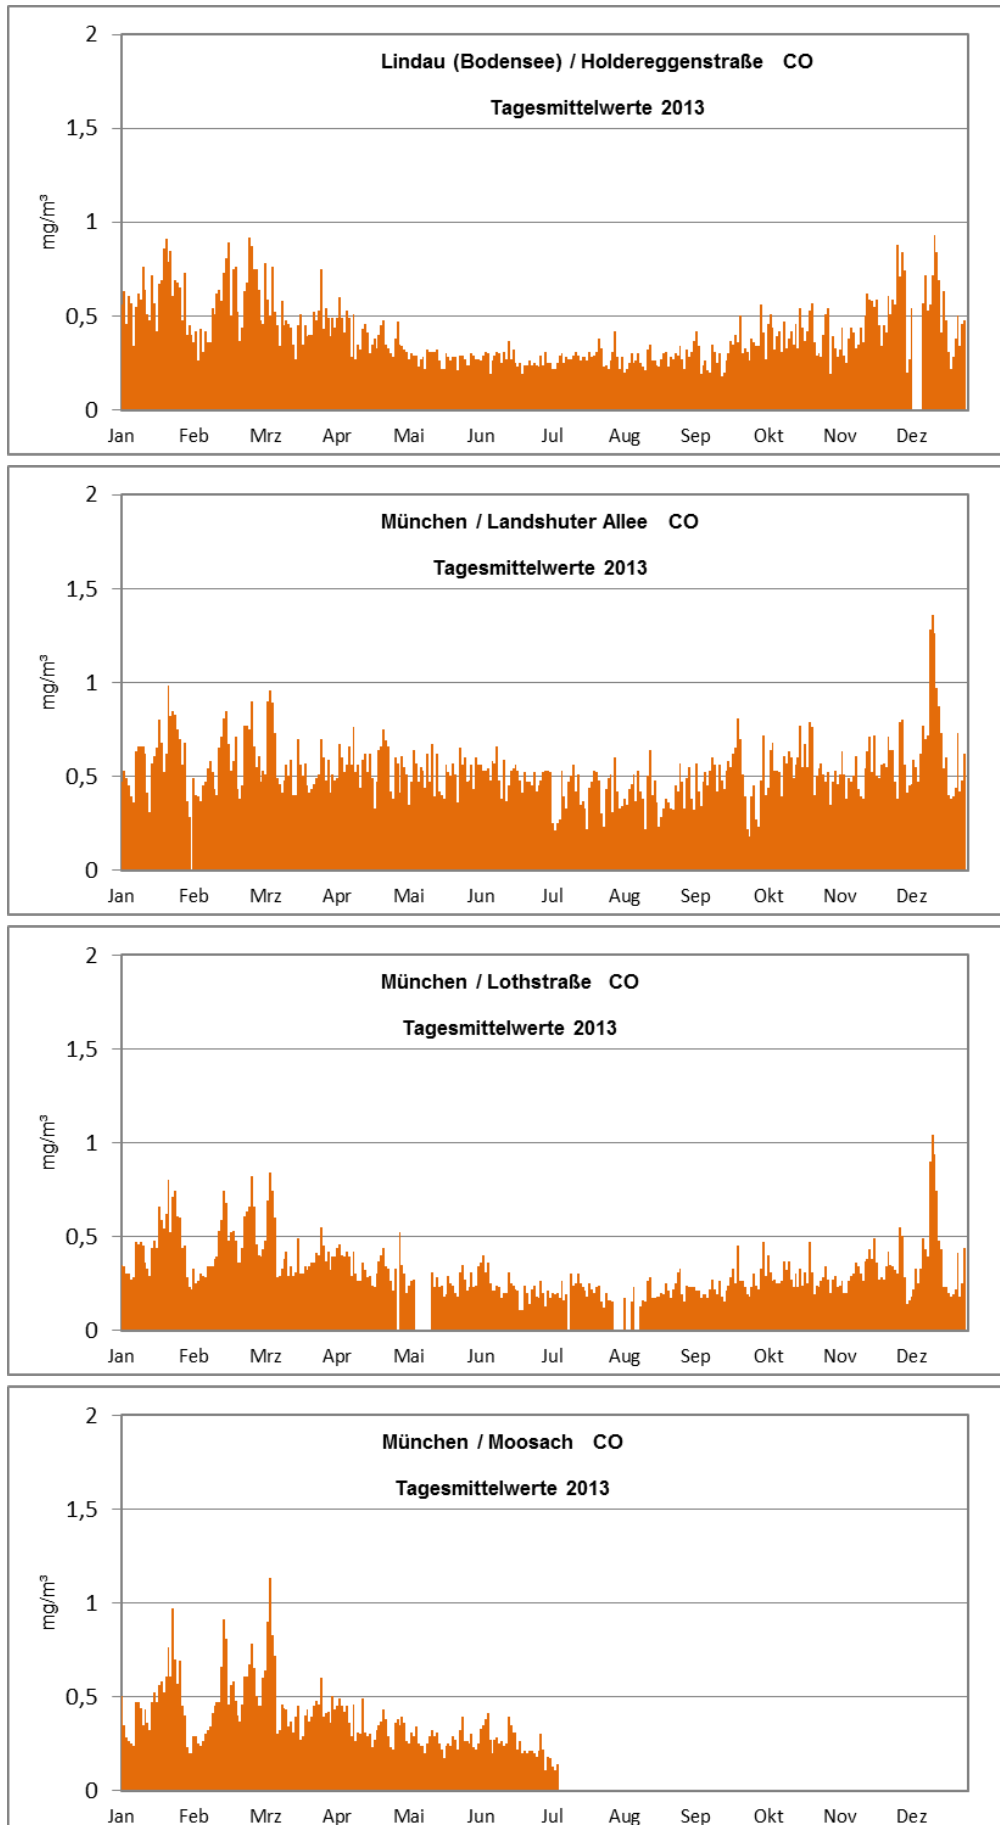 Lindau (Bodensee) / Holdereggenstraße CO
Tagesmittelwerte 2013
mg/m³
2
1,5
1
0,5
0
Jan Feb Mrz Apr Mai Jun Jul Aug Sep Okt Nov Dez
München / Landshuter Allee CO
Tagesmittelwerte 2013
mg/m³
2
1,5
1
0,5
0
Jan Feb Mrz Apr Mai Jun Jul Aug Sep Okt Nov Dez
München / Lothstraße CO
Tagesmittelwerte 2013
mg/m³
2
1,5
1
0,5
0
Jan Feb Mrz Apr Mai Jun Jul Aug Sep Okt Nov Dez
München / Moosach CO
Tagesmittelwerte 2013
mg/m³
2
1,5
1
0,5
0
Jan Feb Mrz Apr Mai Jun Jul Aug Sep Okt Nov Dez